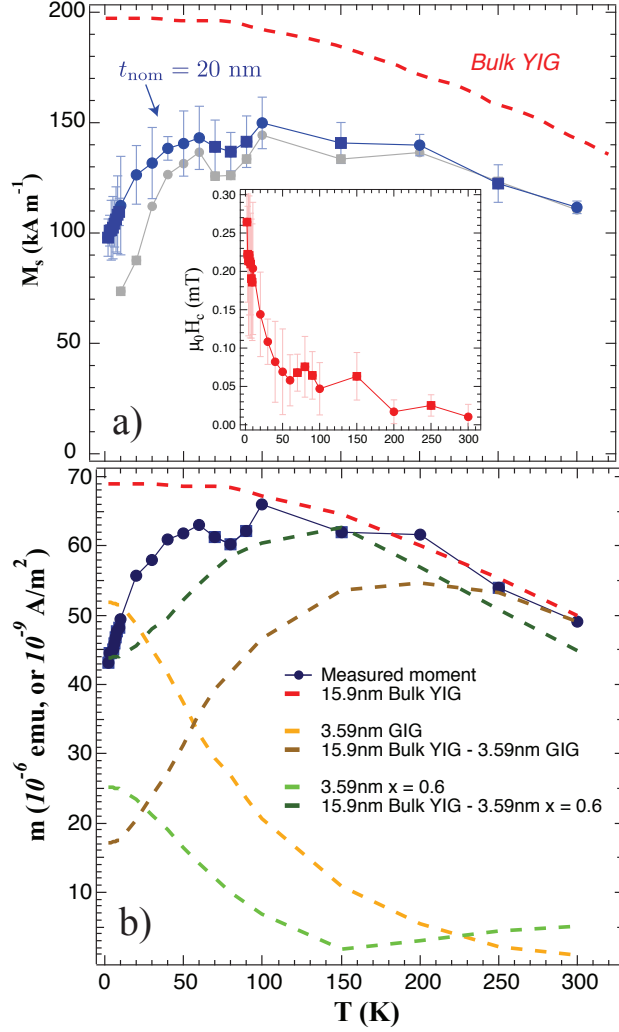 200
150
100
50
0
M_s (kA m⁻¹)
Bulk YIG
t_nom = 20 nm
a)
0.30
0.25
0.20
0.15
0.10
0.05
0.00
μ₀H_c (mT)
0 50 100 150 200 250 300
70
60
50
40
30
20
10
m (10⁻⁶ emu, or 10⁻⁹ A/m²)
Measured moment
15.9nm Bulk YIG
3.59nm GIG
15.9nm Bulk YIG - 3.59nm GIG
3.59nm x = 0.6
15.9nm Bulk YIG - 3.59nm x = 0.6
b)
0 50 100 150 200 250 300
T (K)